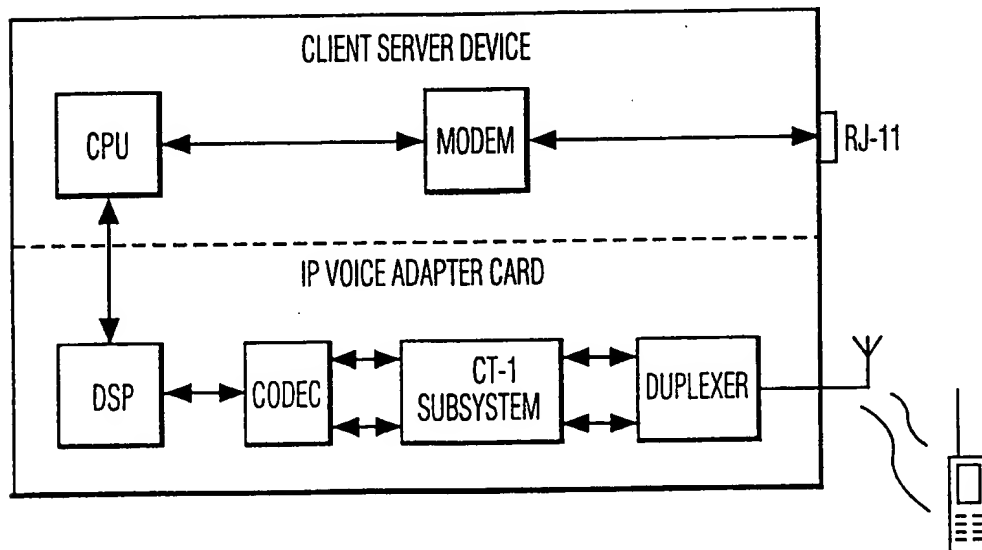 CLIENT SERVER DEVICE
CPU
MODEM
RJ-11
IP VOICE ADAPTER CARD
DSP
CODEC
CT-1
SUBSYSTEM
DUPLEXER